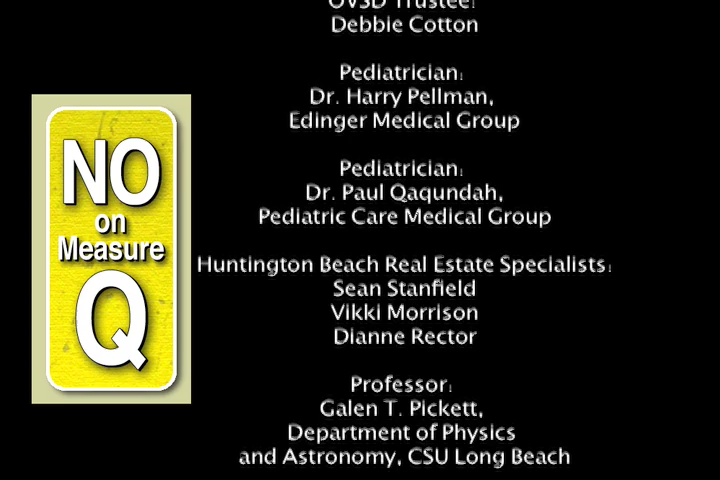 OVSD Trustee:
Debbie Cotton
Pediatrician:
Dr. Harry Pellman,
Edinger Medical Group
Pediatrician:
Dr. Paul Qaqundah,
Pediatric Care Medical Group
NO
on
Measure
Q
Huntington Beach Real Estate Specialists:
Sean Stanfield
Vikki Morrison
Dianne Rector
Professor:
Galen T. Pickett,
Department of Physics
and Astronomy, CSU Long Beach